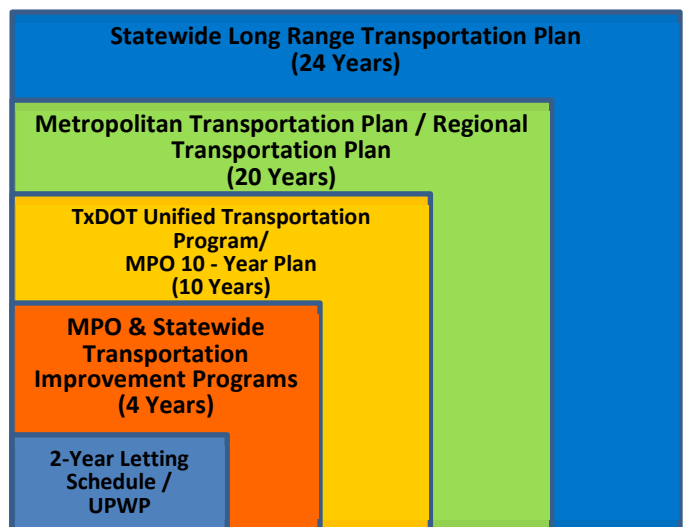 Statewide Long Range Transportation Plan
(24 Years)
Metropolitan Transportation Plan / Regional
Transportation Plan
(20 Years)
TxDOT Unified Transportation
Program/
MPO 10 - Year Plan
(10 Years)
MPO & Statewide
Transportation
Improvement Programs
(4 Years)
2-Year Letting
Schedule /
UPWP